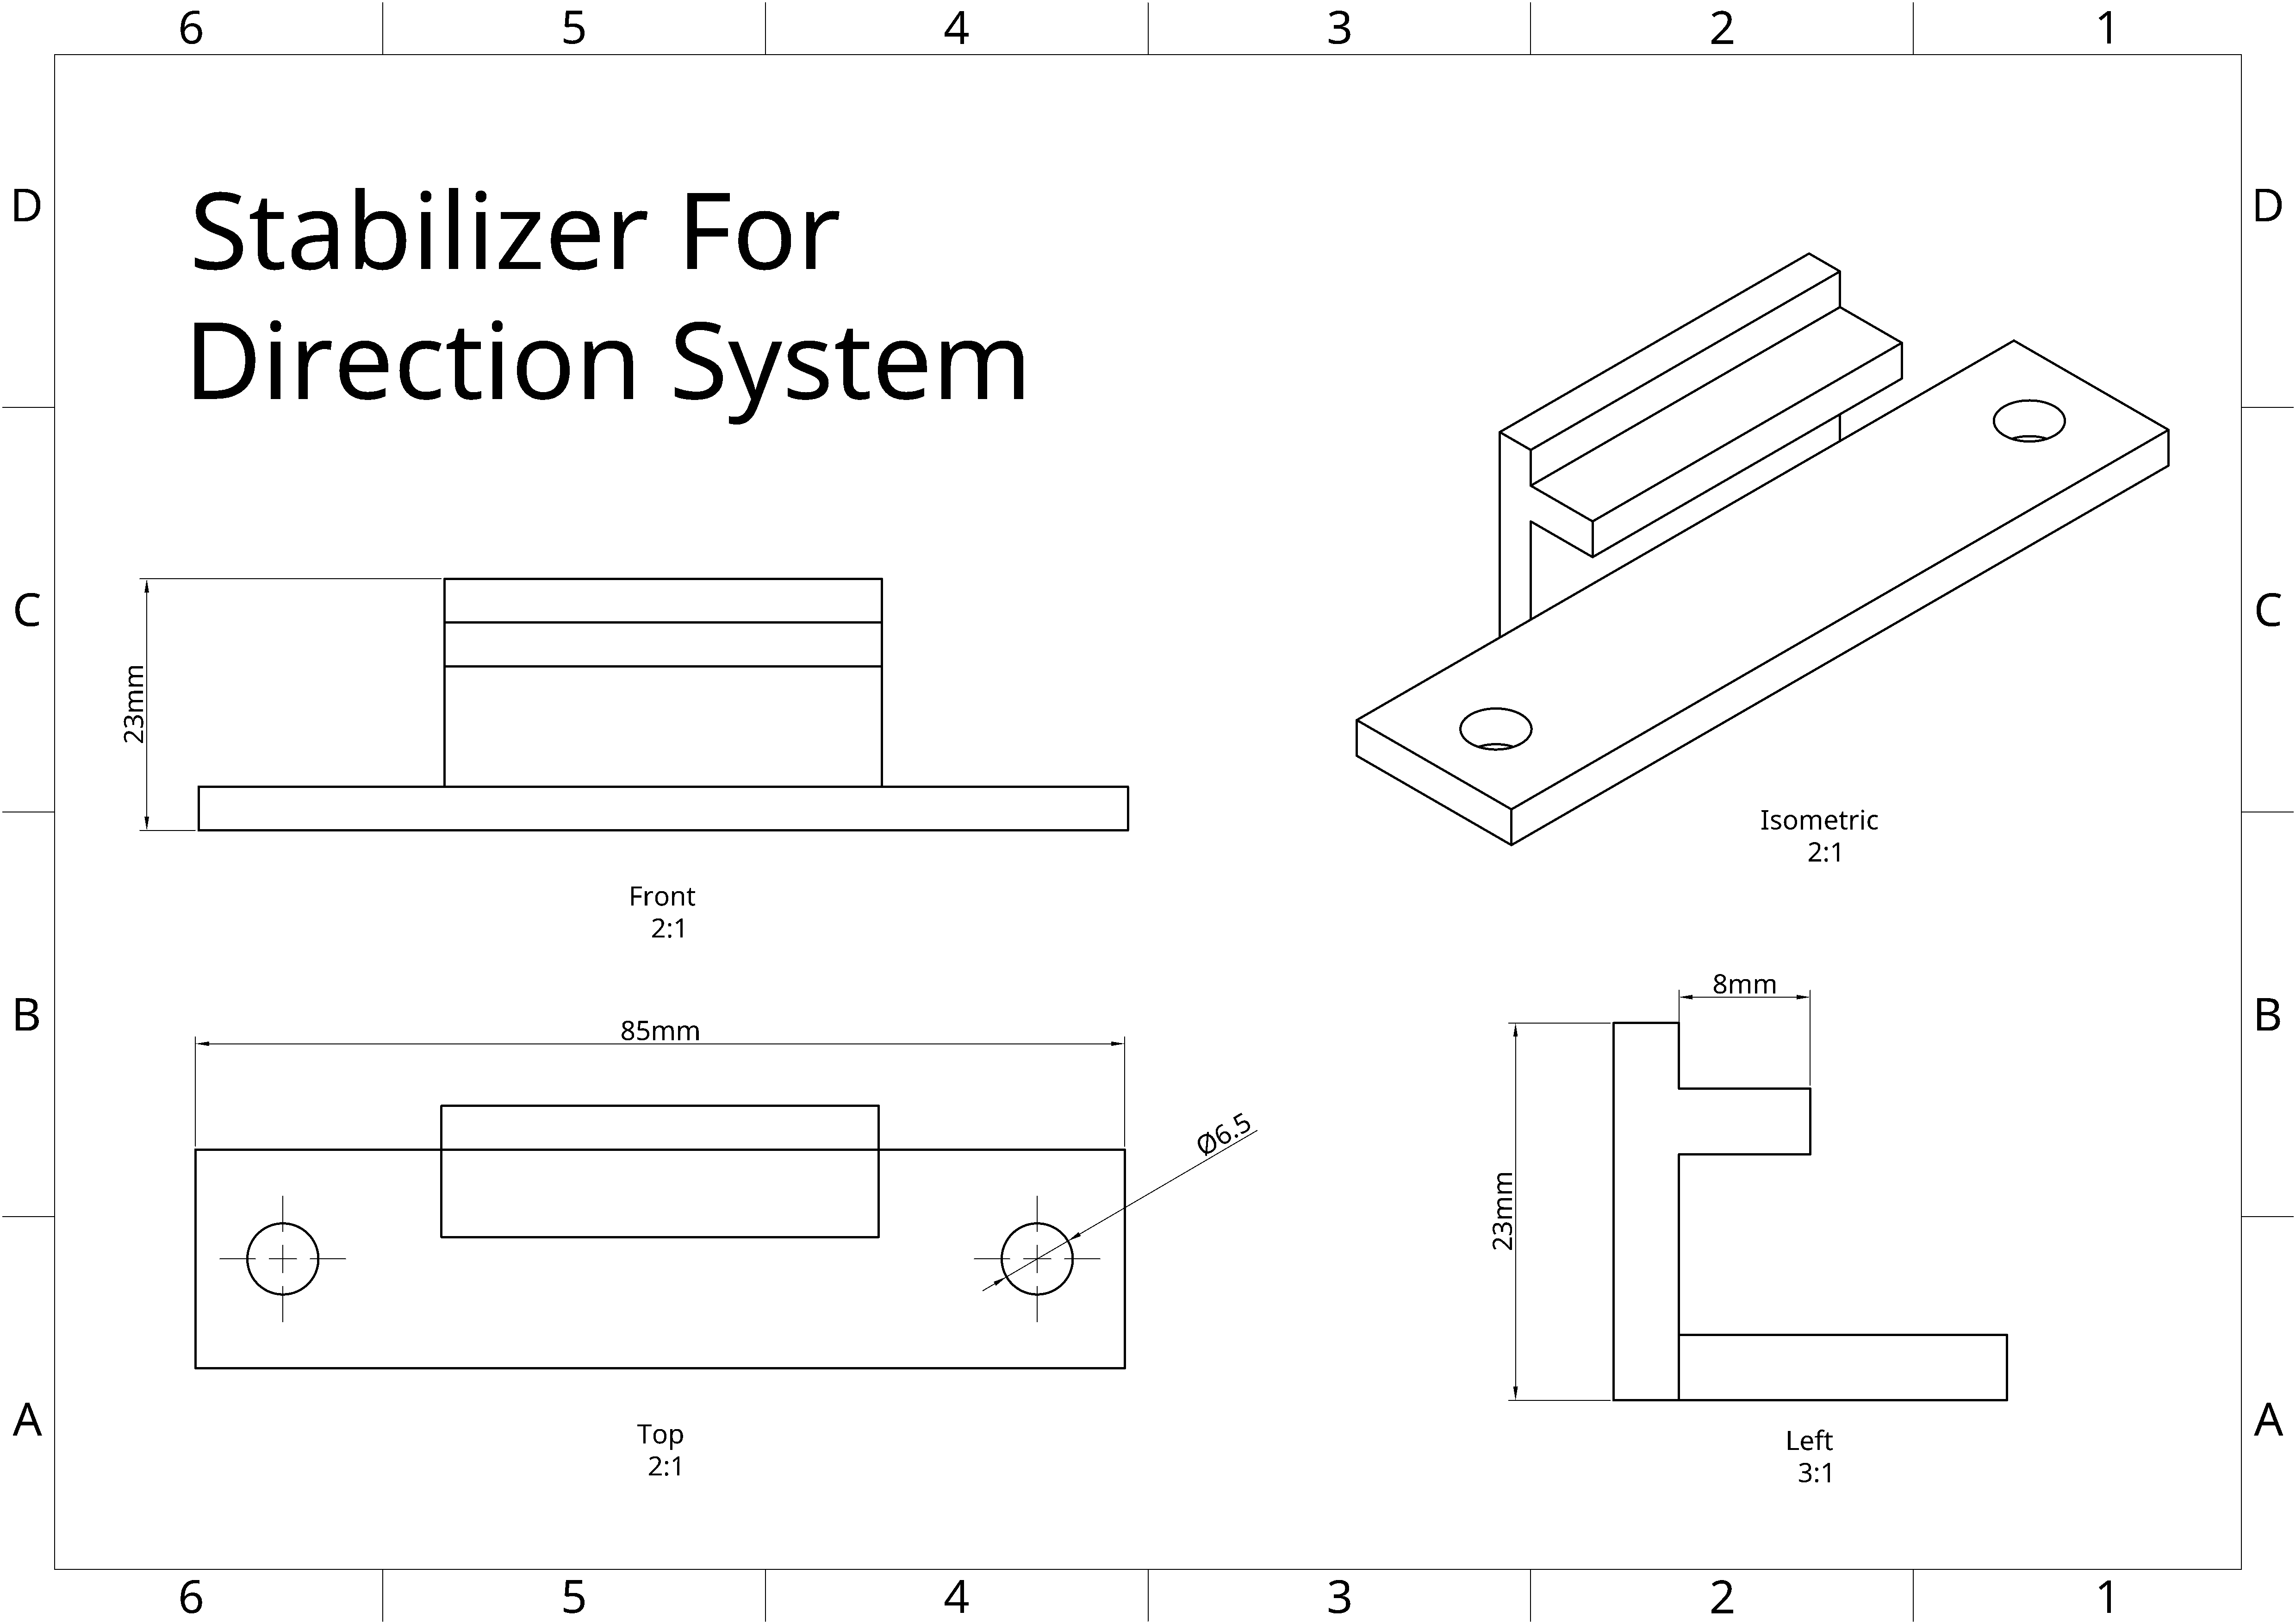 6 5 4 3 2 1
D D
Stabilizer For
Direction System
C C
23mm
Isometric
2:1
Front
2:1
8mm
B B
85mm
Ø6.5
23mm
A A
Top
2:1
Left
3:1
6 5 4 3 2 1